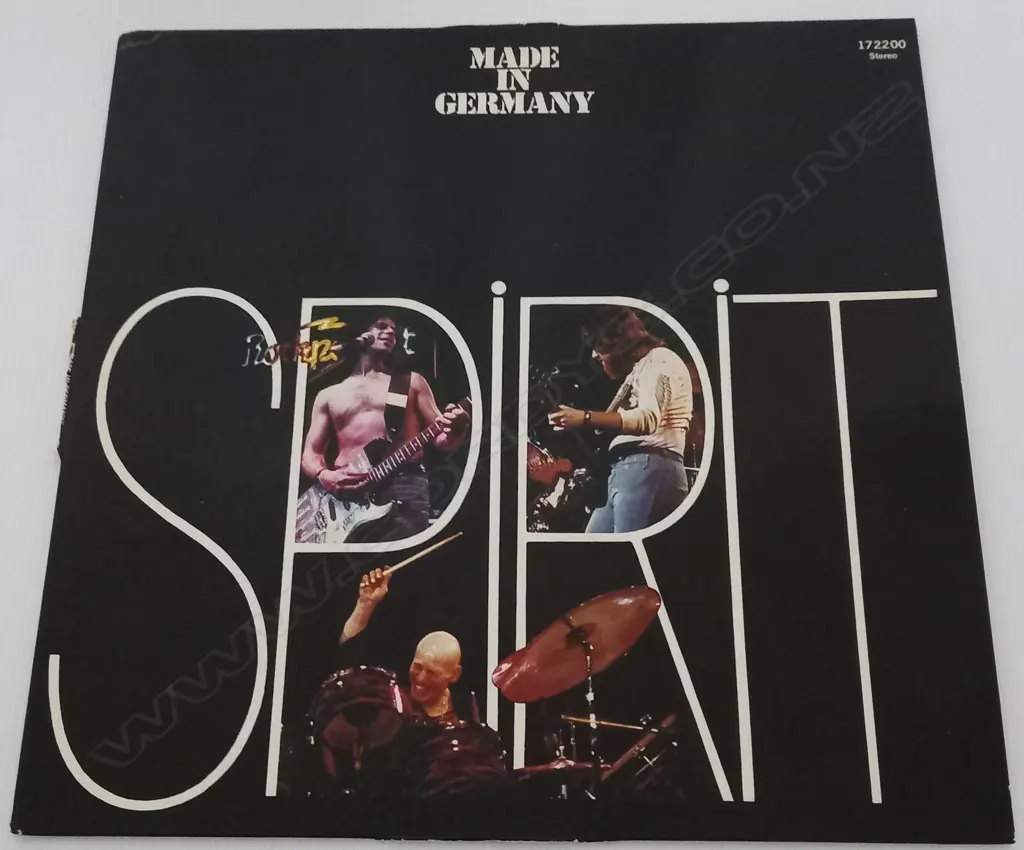 MADE
IN
GERMANY
172200
Stereo
SPiRiT